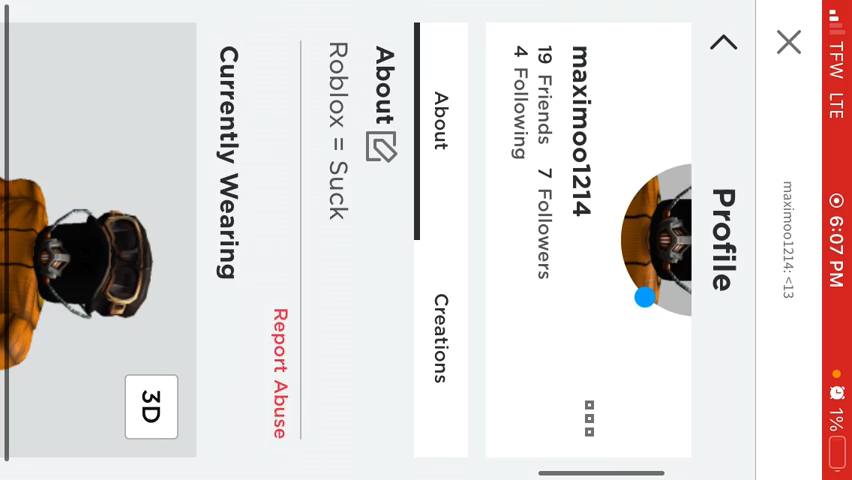 TFW LTE 6:07 PM 1%
maximoo1214: <13
Profile
maximoo1214
19 Friends 7 Followers
4 Following
About Creations
About
Roblox = Suck
Report Abuse
Currently Wearing
3D